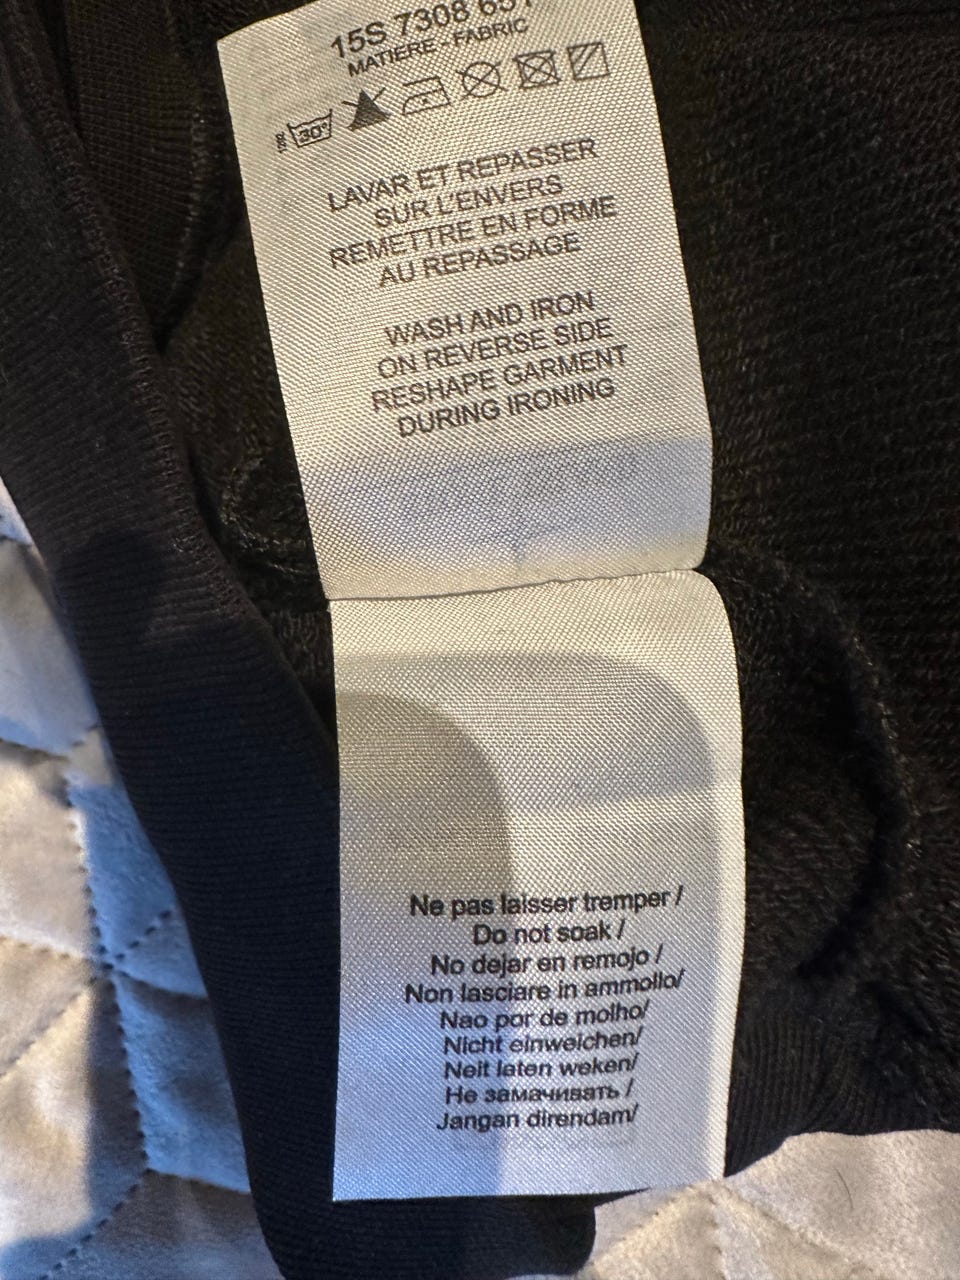 15S 7308 651
MATIERE - FABRIC
30°
LAVAR ET REPASSER
SUR L'ENVERS
REMETTRE EN FORME
AU REPASSAGE
WASH AND IRON
ON REVERSE SIDE
RESHAPE GARMENT
DURING IRONING
Ne pas laisser tremper /
Do not soak /
No dejar en remojo /
Non lasciare in ammollo/
Nao por de molho/
Nicht einweichen/
Neit laten weken/
Не замачивать /
Jangan direndam/